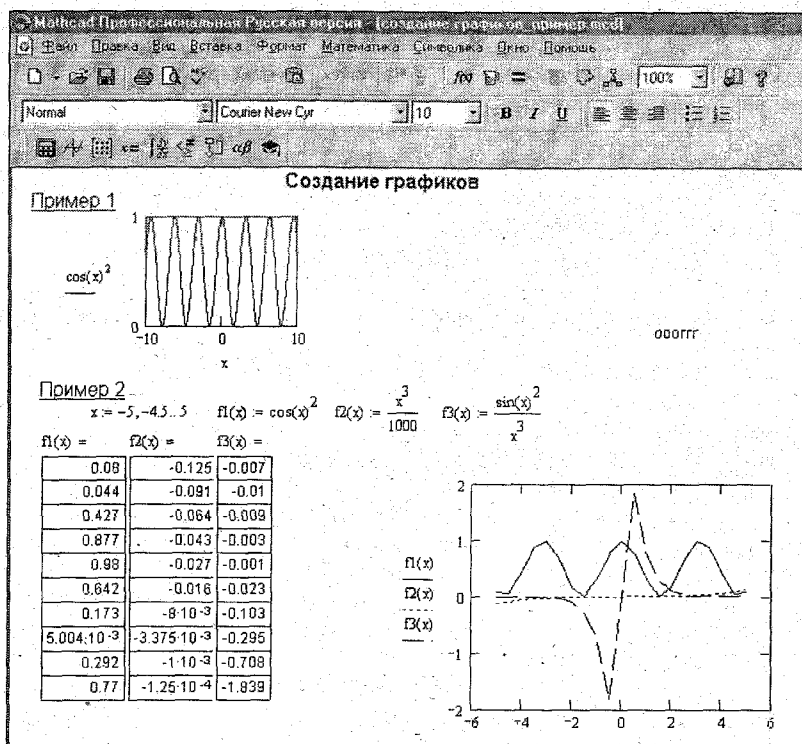 Mathcad Профессиональная Русская версия - [создание графиков_пример.mcd]
Файл Правка Вид Вставка Формат Математика Символика Окно Помощь
100%
Normal Courier New Cyr 10 B I U
αβ
Создание графиков
Пример 1
1
cos(x)²
0
-10 0 10
x
оооггг
Пример 2
x := -5,-4.5..5 f1(x) := cos(x)² f2(x) := x³/1000 f3(x) := sin(x)²/x³
f1(x) = f2(x) = f3(x) =
0.08 -0.125 -0.007
0.044 -0.091 -0.01
0.427 -0.064 -0.009
0.877 -0.043 -0.003
0.98 -0.027 -0.001
0.642 -0.016 -0.023
0.173 -8·10⁻³ -0.103
5.004·10⁻³ -3.375·10⁻³ -0.295
0.292 -1·10⁻³ -0.708
0.77 -1.25·10⁻⁴ -1.839
2
1
f1(x)
f2(x)
0
f3(x)
-1
-2
-6 -4 -2 0 2 4 6